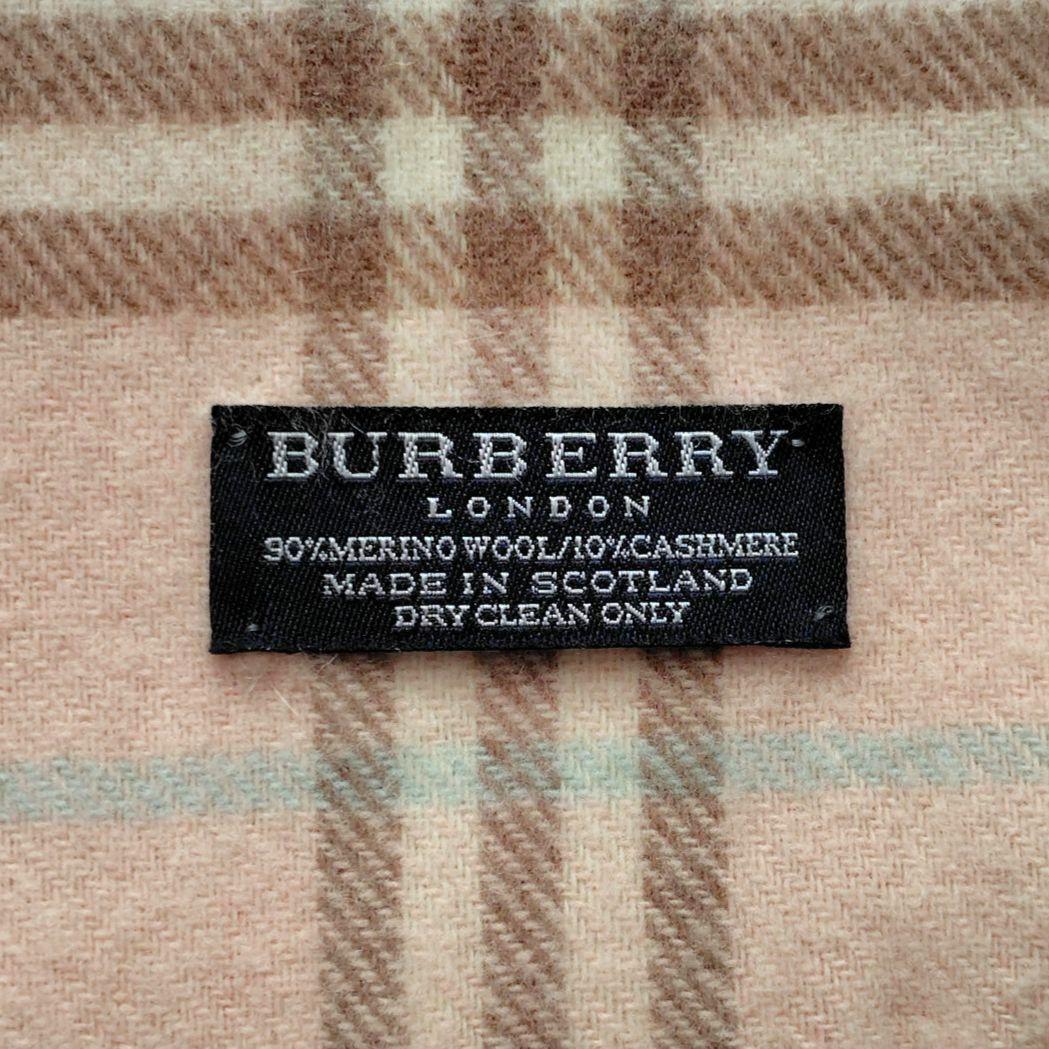 BURBERRY
LONDON
90%MERINO WOOL/10%CASHMERE
MADE IN SCOTLAND
DRY CLEAN ONLY